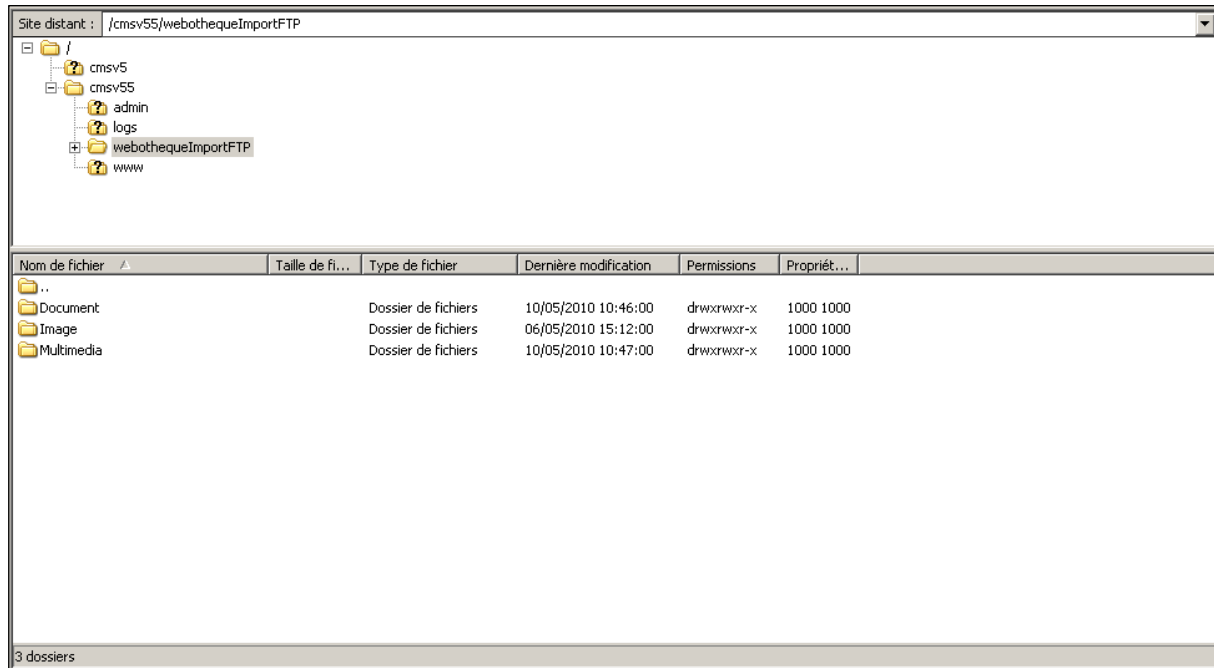 Site distant : /cmsv55/webothequeImportFTP
/
cmsv5
cmsv55
admin
logs
webothequeImportFTP
www
Nom de fichier Taille de fi... Type de fichier Dernière modification Permissions Propriét...
..
Document Dossier de fichiers 10/05/2010 10:46:00 drwxrwxr-x 1000 1000
Image Dossier de fichiers 06/05/2010 15:12:00 drwxrwxr-x 1000 1000
Multimedia Dossier de fichiers 10/05/2010 10:47:00 drwxrwxr-x 1000 1000
3 dossiers